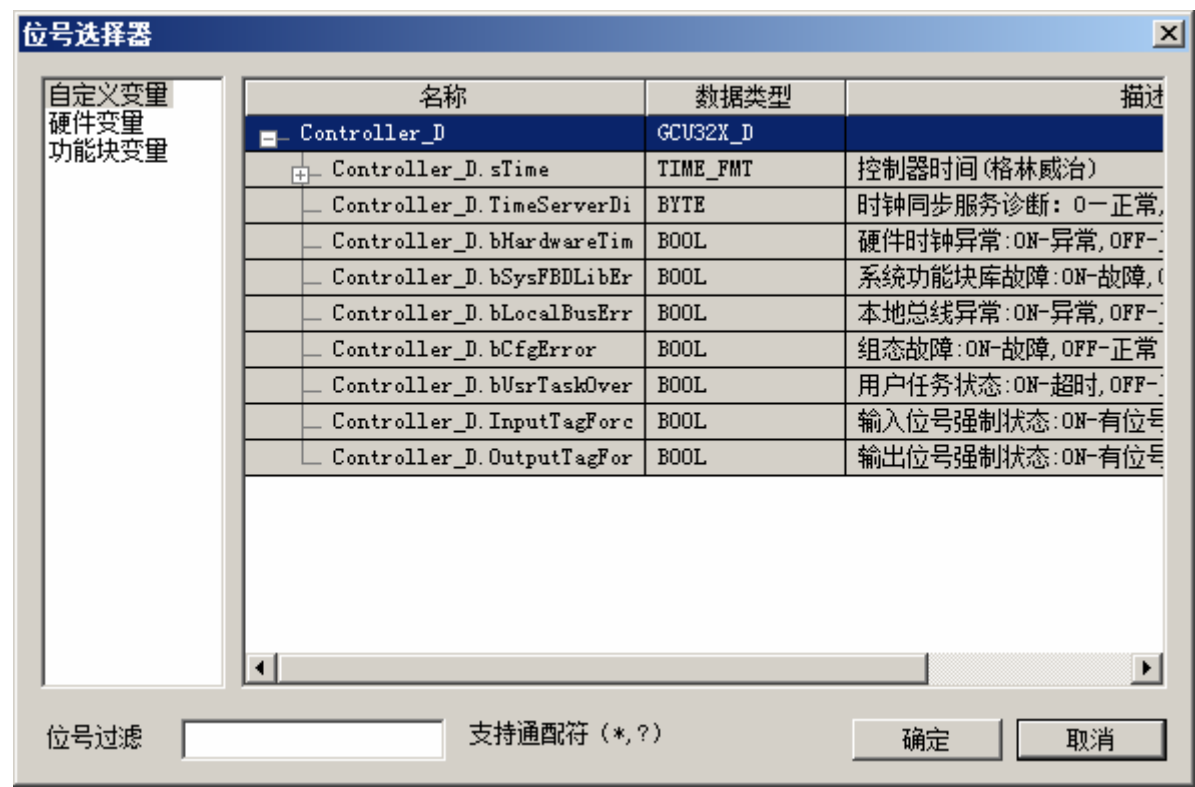 位号选择器
自定义变量
硬件变量
功能块变量
名称 数据类型 描述
Controller_D GCU32X_D
Controller_D.sTime TIME_FMT 控制器时间(格林威治)
Controller_D.TimeServerDi BYTE 时钟同步服务诊断: 0—正常,
Controller_D.bHardwareTim BOOL 硬件时钟异常:ON-异常,OFF-
Controller_D.bSysFBDLibEr BOOL 系统功能块库故障:ON-故障,
Controller_D.bLocalBusErr BOOL 本地总线异常:ON-异常,OFF-
Controller_D.bCfgError BOOL 组态故障:ON-故障,OFF-正常
Controller_D.bUsrTaskOver BOOL 用户任务状态:ON-超时,OFF-
Controller_D.InputTagForc BOOL 输入位号强制状态:ON-有位号
Controller_D.OutputTagFor BOOL 输出位号强制状态:ON-有位号
位号过滤 支持通配符 (*,?) 确定 取消